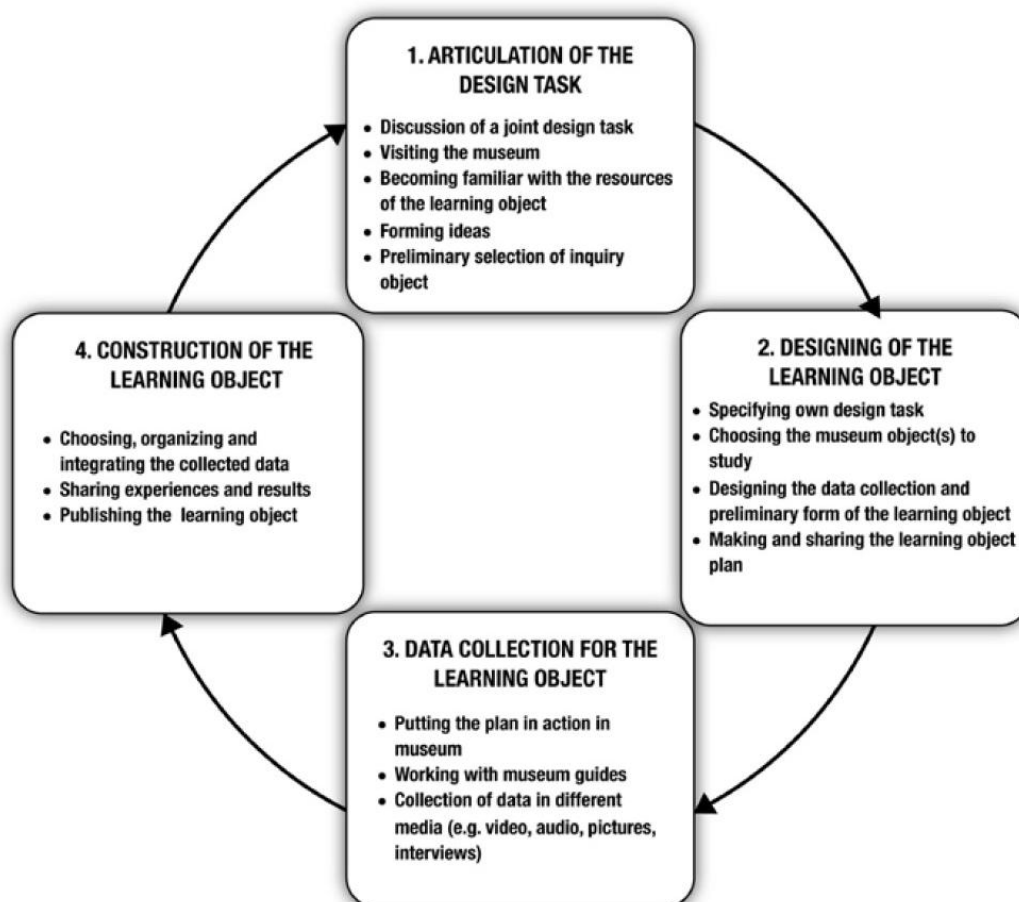 1. ARTICULATION OF THE
DESIGN TASK
• Discussion of a joint design task
• Visiting the museum
• Becoming familiar with the resources
of the learning object
• Forming ideas
• Preliminary selection of inquiry
object
2. DESIGNING OF THE
LEARNING OBJECT
• Specifying own design task
• Choosing the museum object(s) to
study
• Designing the data collection and
preliminary form of the learning object
• Making and sharing the learning object
plan
3. DATA COLLECTION FOR THE
LEARNING OBJECT
• Putting the plan in action in
museum
• Working with museum guides
• Collection of data in different
media (e.g. video, audio, pictures,
interviews)
4. CONSTRUCTION OF THE
LEARNING OBJECT
• Choosing, organizing and
integrating the collected data
• Sharing experiences and results
• Publishing the learning object